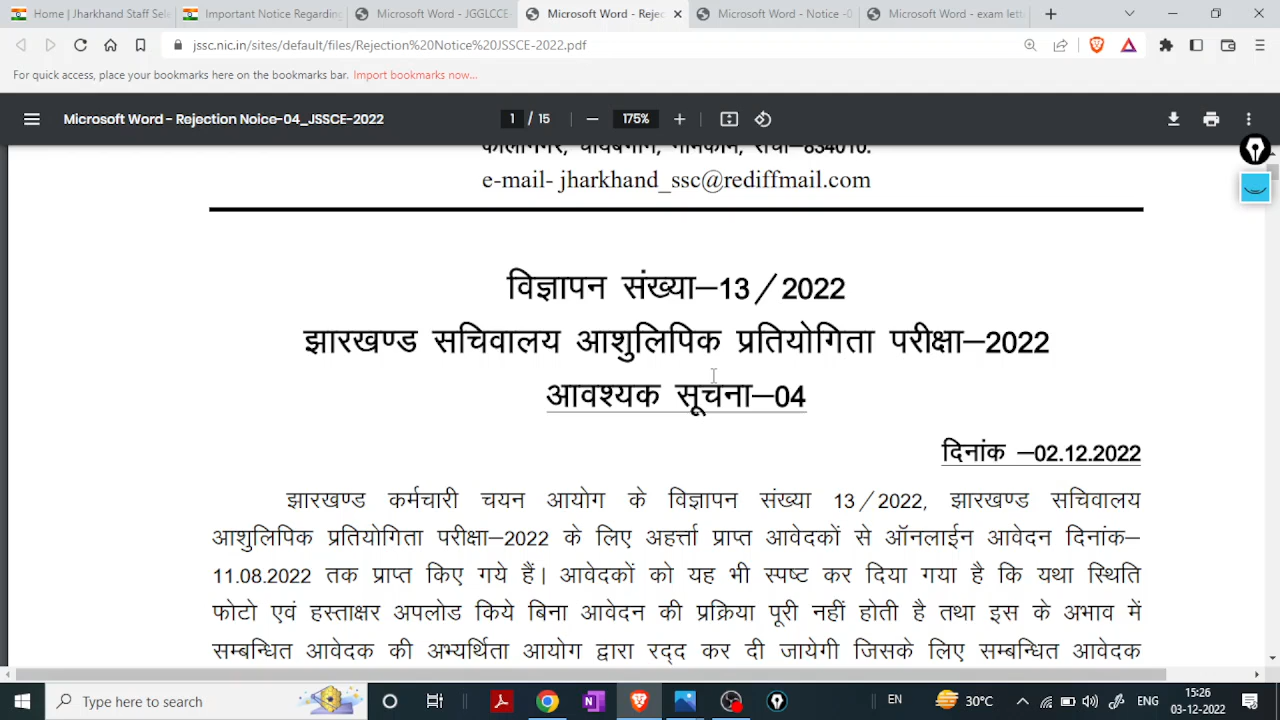 Home | Jharkhand Staff Sele
Important Notice Regarding
Microsoft Word - JGGLCCE
Microsoft Word - Reje
Microsoft Word - Notice -0
Microsoft Word - exam lett
jssc.nic.in/sites/default/files/Rejection%20Notice%20JSSCE-2022.pdf
For quick access, place your bookmarks here on the bookmarks bar. Import bookmarks now...
Microsoft Word - Rejection Noice-04_JSSCE-2022
1 / 15
175%
e-mail- jharkhand_ssc@rediffmail.com
विज्ञापन संख्या–13/2022
झारखण्ड सचिवालय आशुलिपिक प्रतियोगिता परीक्षा–2022
आवश्यक सूचना–04
दिनांक –02.12.2022
झारखण्ड कर्मचारी चयन आयोग के विज्ञापन संख्या 13/2022, झारखण्ड सचिवालय
आशुलिपिक प्रतियोगिता परीक्षा–2022 के लिए अहर्त्ता प्राप्त आवेदकों से ऑनलाईन आवेदन दिनांक–
11.08.2022 तक प्राप्त किए गये हैं। आवेदकों को यह भी स्पष्ट कर दिया गया है कि यथा स्थिति
फोटो एवं हस्ताक्षर अपलोड किये बिना आवेदन की प्रक्रिया पूरी नहीं होती है तथा इस के अभाव में
सम्बन्धित आवेदक की अभ्यर्थिता आयोग द्वारा रद्द कर दी जायेगी जिसके लिए सम्बन्धित आवेदक
Type here to search
EN
30°C
ENG
15:26
03-12-2022